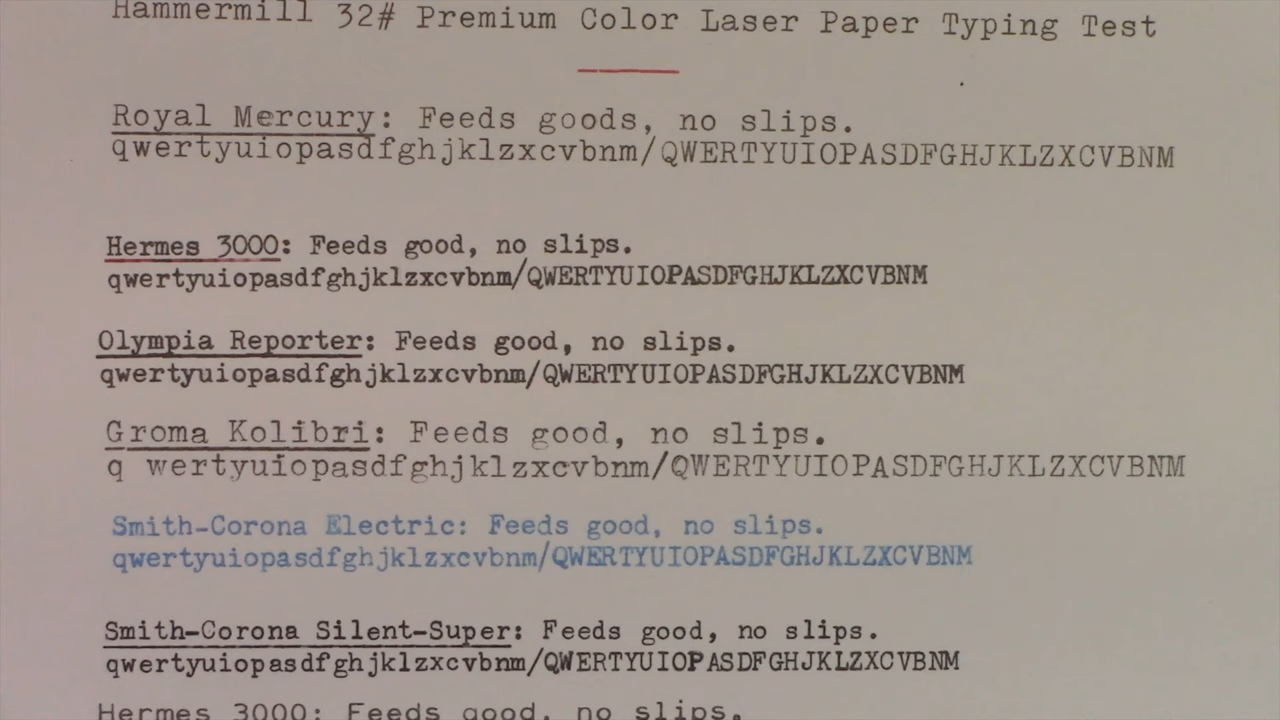 Hammermill 32# Premium Color Laser Paper Typing Test
Royal Mercury: Feeds goods, no slips.
qwertyuiopasdfghjklzxcvbnm/QWERTYUIOPASDFGHJKLZXCVBNM
Hermes 3000: Feeds good, no slips.
qwertyuiopasdfghjklzxcvbnm/QWERTYUIOPASDFGHJKLZXCVBNM
Olympia Reporter: Feeds good, no slips.
qwertyuiopasdfghjklzxcvbnm/QWERTYUIOPASDFGHJKLZXCVBNM
Groma Kolibri: Feeds good, no slips.
q wertyuiopasdfghjklzxcvbnm/QWERTYUIOPASDFGHJKLZXCVBNM
Smith-Corona Electric: Feeds good, no slips.
qwertyuiopasdfghjklzxcvbnm/QWERTYUIOPASDFGHJKLZXCVBNM
Smith-Corona Silent-Super: Feeds good, no slips.
qwertyuiopasdfghjklzxcvbnm/QWERTYUIOPASDFGHJKLZXCVBNM
Hermes 3000: Feeds good, no slips.